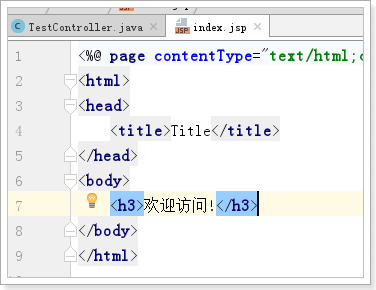 TestController.java × index.jsp ×
1 <%@ page contentType="text/html;c
2 <html>
3 <head>
4 <title>Title</title>
5 </head>
6 <body>
7 <h3>欢迎访问!</h3>
8 </body>
9 </html>